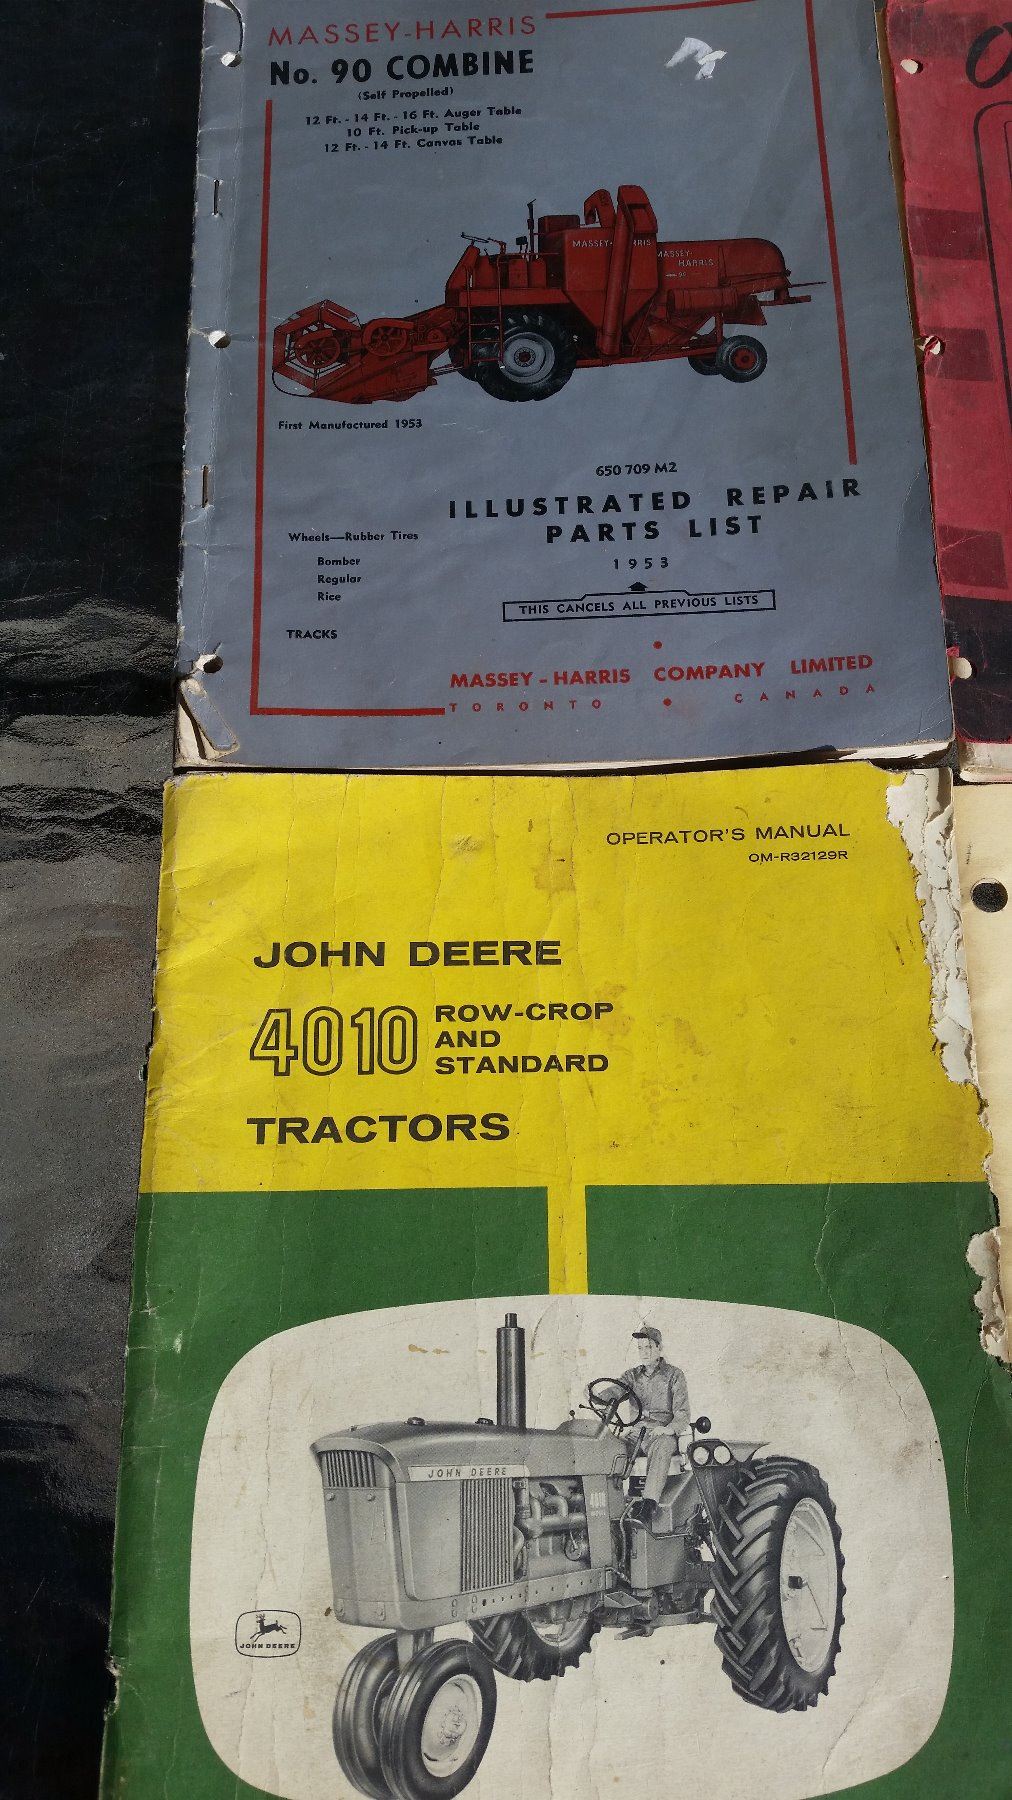 MASSEY-HARRIS
No. 90 COMBINE
(Self Propelled)
12 Ft. - 14 Ft. - 16 Ft. Auger Table
10 Ft. Pick-up Table
12 Ft. - 14 Ft. Canvas Table
MASSEY-HARRIS
MASSEY-
HARRIS
90
First Manufactured 1953
650 709 M2
ILLUSTRATED REPAIR
PARTS LIST
1953
THIS CANCELS ALL PREVIOUS LISTS
Wheels—Rubber Tires
Bomber
Regular
Rice
TRACKS
MASSEY-HARRIS COMPANY LIMITED
TORONTO • CANADA
OPERATOR'S MANUAL
OM-R32129R
JOHN DEERE
4010 ROW-CROP
AND
STANDARD
TRACTORS
JOHN DEERE
4010
JOHN DEERE